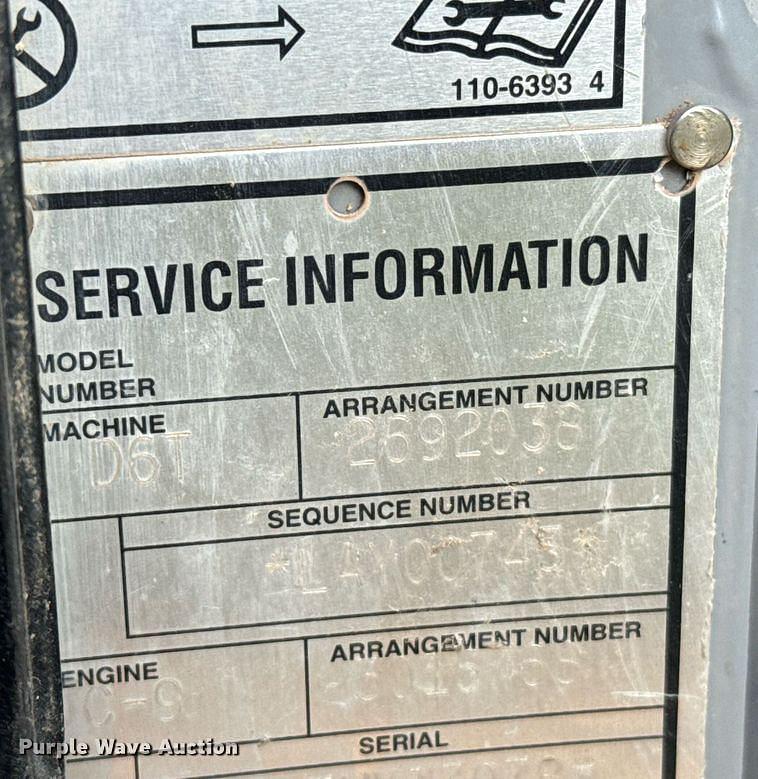 110-6393 4
SERVICE INFORMATION
MODEL
NUMBER
MACHINE
ARRANGEMENT NUMBER
D6T
2692038
SEQUENCE NUMBER
ENGINE
ARRANGEMENT NUMBER
C-9
SERIAL
Purple Wave Auction